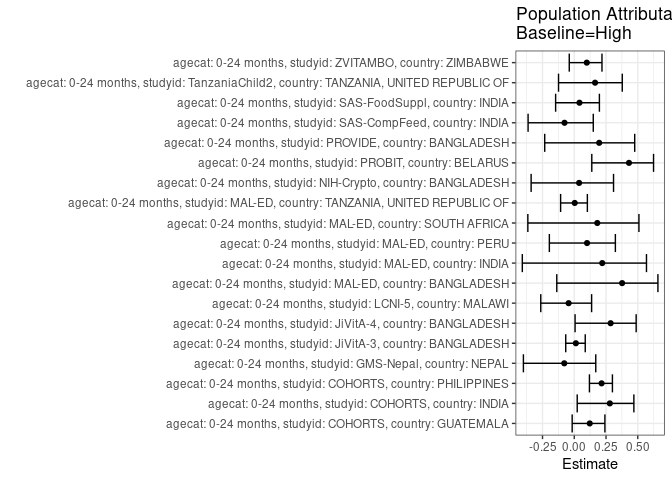 Population Attributa
Baseline=High
agecat: 0-24 months, studyid: ZVITAMBO, country: ZIMBABWE
agecat: 0-24 months, studyid: TanzaniaChild2, country: TANZANIA, UNITED REPUBLIC OF
agecat: 0-24 months, studyid: SAS-FoodSuppl, country: INDIA
agecat: 0-24 months, studyid: SAS-CompFeed, country: INDIA
agecat: 0-24 months, studyid: PROVIDE, country: BANGLADESH
agecat: 0-24 months, studyid: PROBIT, country: BELARUS
agecat: 0-24 months, studyid: NIH-Crypto, country: BANGLADESH
agecat: 0-24 months, studyid: MAL-ED, country: TANZANIA, UNITED REPUBLIC OF
agecat: 0-24 months, studyid: MAL-ED, country: SOUTH AFRICA
agecat: 0-24 months, studyid: MAL-ED, country: PERU
agecat: 0-24 months, studyid: MAL-ED, country: INDIA
agecat: 0-24 months, studyid: MAL-ED, country: BANGLADESH
agecat: 0-24 months, studyid: LCNI-5, country: MALAWI
agecat: 0-24 months, studyid: JiVitA-4, country: BANGLADESH
agecat: 0-24 months, studyid: JiVitA-3, country: BANGLADESH
agecat: 0-24 months, studyid: GMS-Nepal, country: NEPAL
agecat: 0-24 months, studyid: COHORTS, country: PHILIPPINES
agecat: 0-24 months, studyid: COHORTS, country: INDIA
agecat: 0-24 months, studyid: COHORTS, country: GUATEMALA
-0.25 0.00 0.25 0.50
Estimate